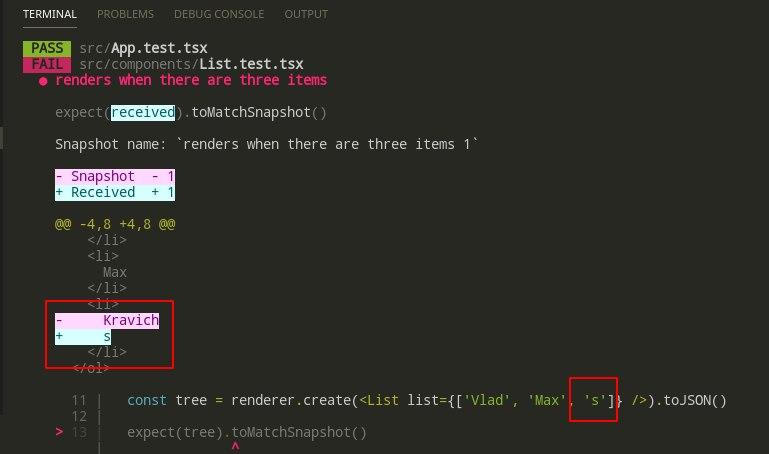 TERMINAL PROBLEMS DEBUG CONSOLE OUTPUT
PASS src/App.test.tsx
FAIL src/components/List.test.tsx
● renders when there are three items
expect(received).toMatchSnapshot()
Snapshot name: `renders when there are three items 1`
- Snapshot - 1
+ Received + 1
@@ -4,8 +4,8 @@
</li>
<li>
Max
</li>
<li>
- Kravich
+ s
</li>
</ol>
11 | const tree = renderer.create(<List list={['Vlad', 'Max', 's']} />).toJSON()
12 |
> 13 | expect(tree).toMatchSnapshot()
| ^